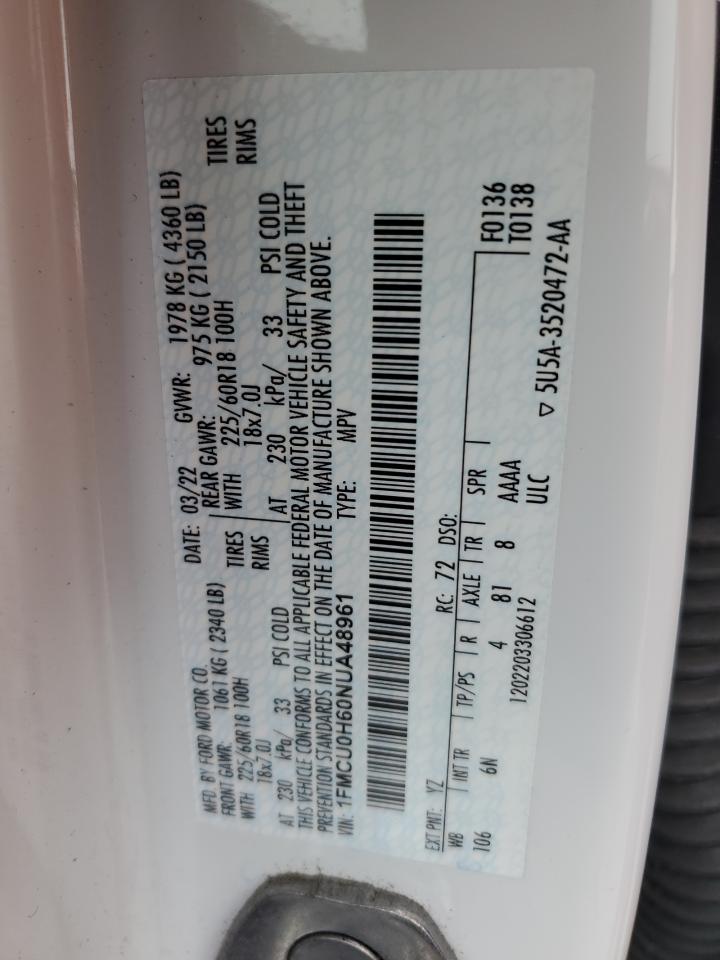 MFD. BY FORD MOTOR CO.
DATE: 03/22 GVWR: 1978 KG ( 4360 LB)
FRONT GAWR: 1061 KG ( 2340 LB)
REAR GAWR: 975 KG ( 2150 LB)
WITH 225/60R18 100H TIRES
WITH 225/60R18 100H TIRES
18x7.0J RIMS
18x7.0J RIMS
AT 230 kPa/ 33 PSI COLD
AT 230 kPa/ 33 PSI COLD
THIS VEHICLE CONFORMS TO ALL APPLICABLE FEDERAL MOTOR VEHICLE SAFETY AND THEFT
PREVENTION STANDARDS IN EFFECT ON THE DATE OF MANUFACTURE SHOWN ABOVE.
VIN: 1FMCU0H60NUA48961 TYPE: MPV
EXT PNT: YZ RC: 72 DSO:
WB INT TR TP/PS R AXLE TR SPR F0136
106 6N 4 81 8 AAAA T0138
1202203306612 ULC
▽ 5U5A-3520472-AA